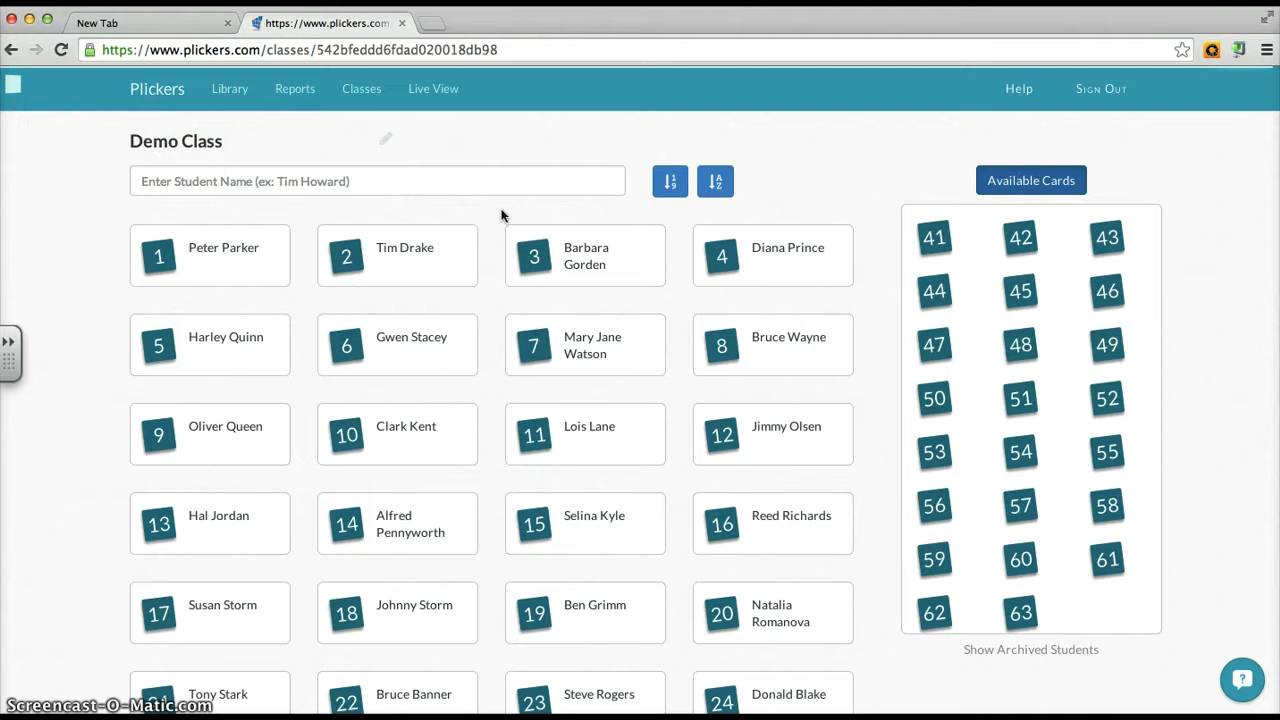 New Tab
https://www.plickers.com
https://www.plickers.com/classes/542bfeddd6fdad020018db98
Plickers Library Reports Classes Live View Help Sign Out
Demo Class
Enter Student Name (ex: Tim Howard)
1 9
A Z
Available Cards
1 Peter Parker
2 Tim Drake
3 Barbara
Gorden
4 Diana Prince
5 Harley Quinn
6 Gwen Stacey
7 Mary Jane
Watson
8 Bruce Wayne
9 Oliver Queen
10 Clark Kent
11 Lois Lane
12 Jimmy Olsen
13 Hal Jordan
14 Alfred
Pennyworth
15 Selina Kyle
16 Reed Richards
17 Susan Storm
18 Johnny Storm
19 Ben Grimm
20 Natalia
Romanova
Tony Stark
22 Bruce Banner
23 Steve Rogers
24 Donald Blake
41 42 43
44 45 46
47 48 49
50 51 52
53 54 55
56 57 58
59 60 61
62 63
Show Archived Students
?
Screencast-O-Matic.com